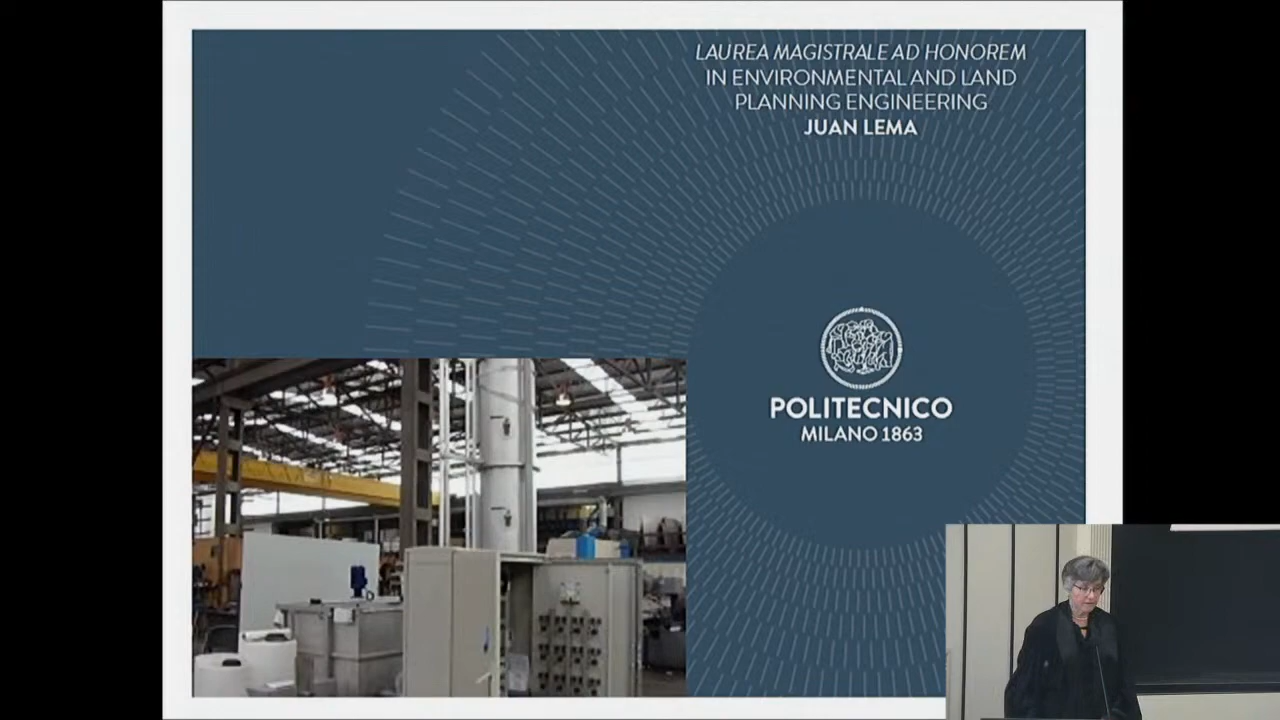 LAUREA MAGISTRALE AD HONOREM
IN ENVIRONMENTAL AND LAND
PLANNING ENGINEERING
JUAN LEMA
POLITECNICO
MILANO 1863